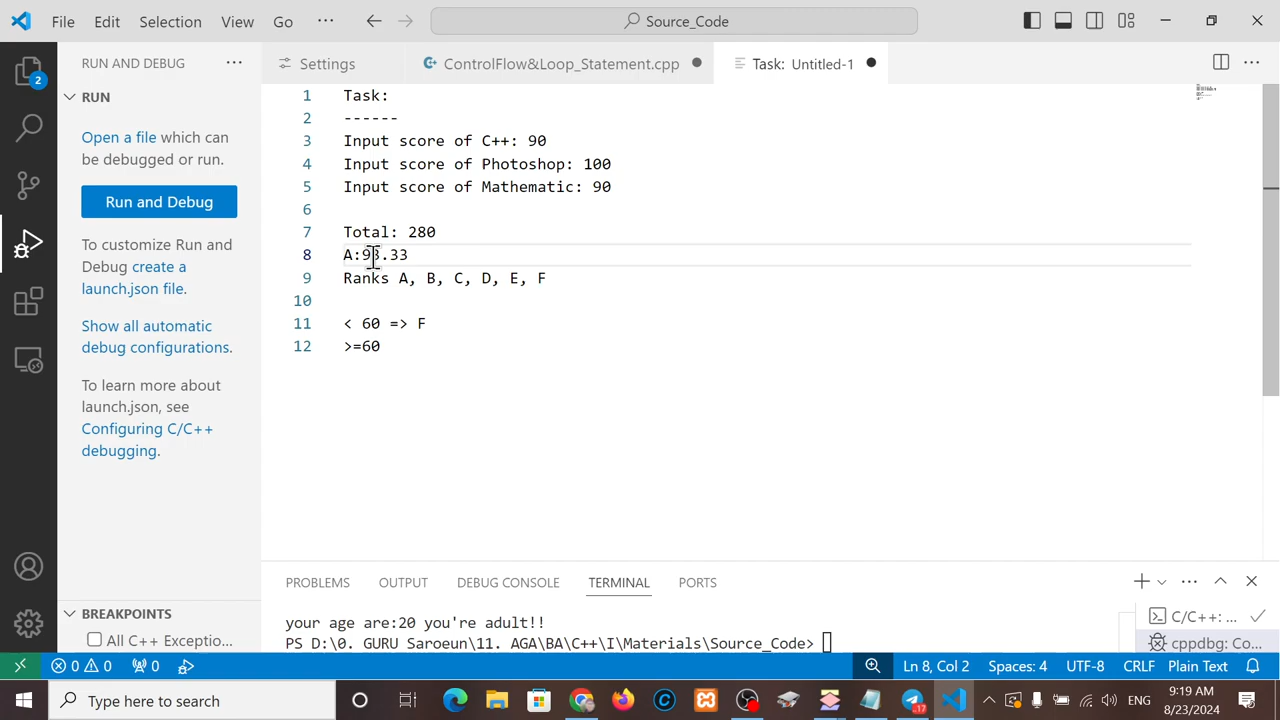 File Edit Selection View Go ··· Source_Code
RUN AND DEBUG ···
Settings
ControlFlow&Loop_Statement.cpp
Task: Untitled-1
RUN
Open a file which can
be debugged or run.
Run and Debug
To customize Run and
Debug create a
launch.json file.
Show all automatic
debug configurations.
To learn more about
launch.json, see
Configuring C/C++
debugging.
BREAKPOINTS
All C++ Exceptio...
2
1 Task:
2 ------
3 Input score of C++: 90
4 Input score of Photoshop: 100
5 Input score of Mathematic: 90
6
7 Total: 280
8 A:93.33
9 Ranks A, B, C, D, E, F
10
11 < 60 => F
12 >=60
PROBLEMS OUTPUT DEBUG CONSOLE TERMINAL PORTS
your age are:20 you're adult!!
PS D:\0. GURU Saroeun\11. AGA\BA\C++\I\Materials\Source_Code>
C/C++: ...
cppdbg: Co...
0 0 0 Ln 8, Col 2 Spaces: 4 UTF-8 CRLF Plain Text
Type here to search
17
ENG
9:19 AM
8/23/2024